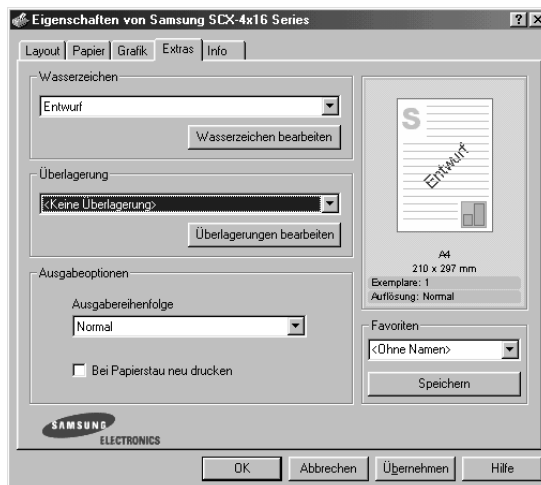 Eigenschaften von Samsung SCX-4x16 Series
Layout Papier Grafik Extras Info
Wasserzeichen
Entwurf
Wasserzeichen bearbeiten
Überlagerung
<Keine Überlagerung>
Überlagerungen bearbeiten
Ausgabeoptionen
Ausgabereihenfolge
Normal
Bei Papierstau neu drucken
S
Entwurf
A4
210 x 297 mm
Exemplare: 1
Auflösung: Normal
Favoriten
<Ohne Namen>
Speichern
SAMSUNG
ELECTRONICS
OK Abbrechen Übernehmen Hilfe